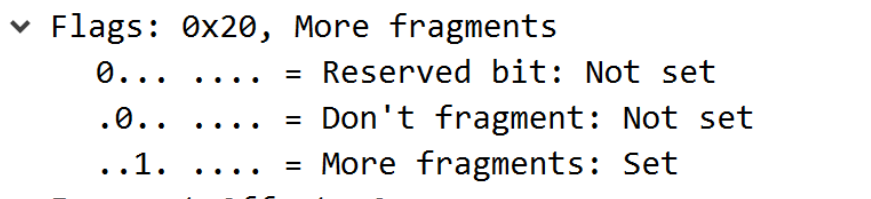 Flags: 0x20, More fragments
0... .... = Reserved bit: Not set
.0.. .... = Don't fragment: Not set
..1. .... = More fragments: Set